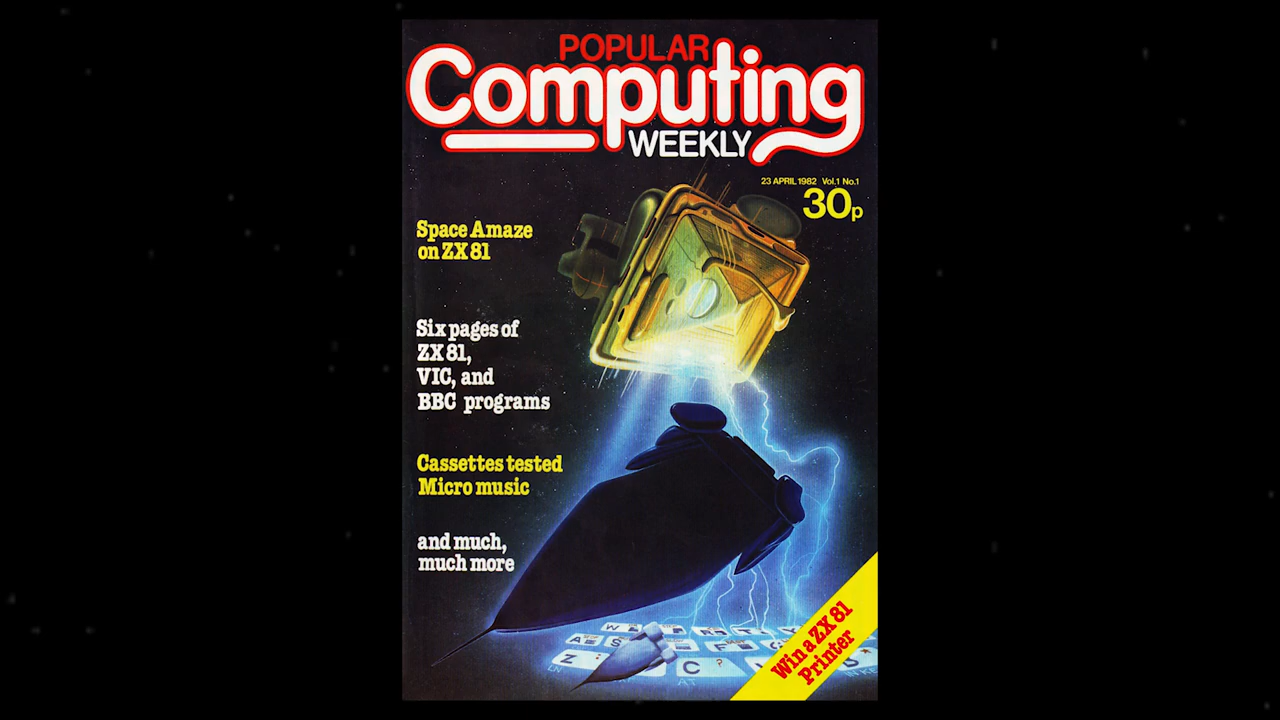 POPULAR
Computing
WEEKLY
23 APRIL 1982 Vol.1 No.1
30p
Space Amaze
on ZX 81
Six pages of
ZX 81,
VIC, and
BBC programs
Cassettes tested
Micro music
and much,
much more
Win a ZX 81
Printer
W
A S F
Z C
AT